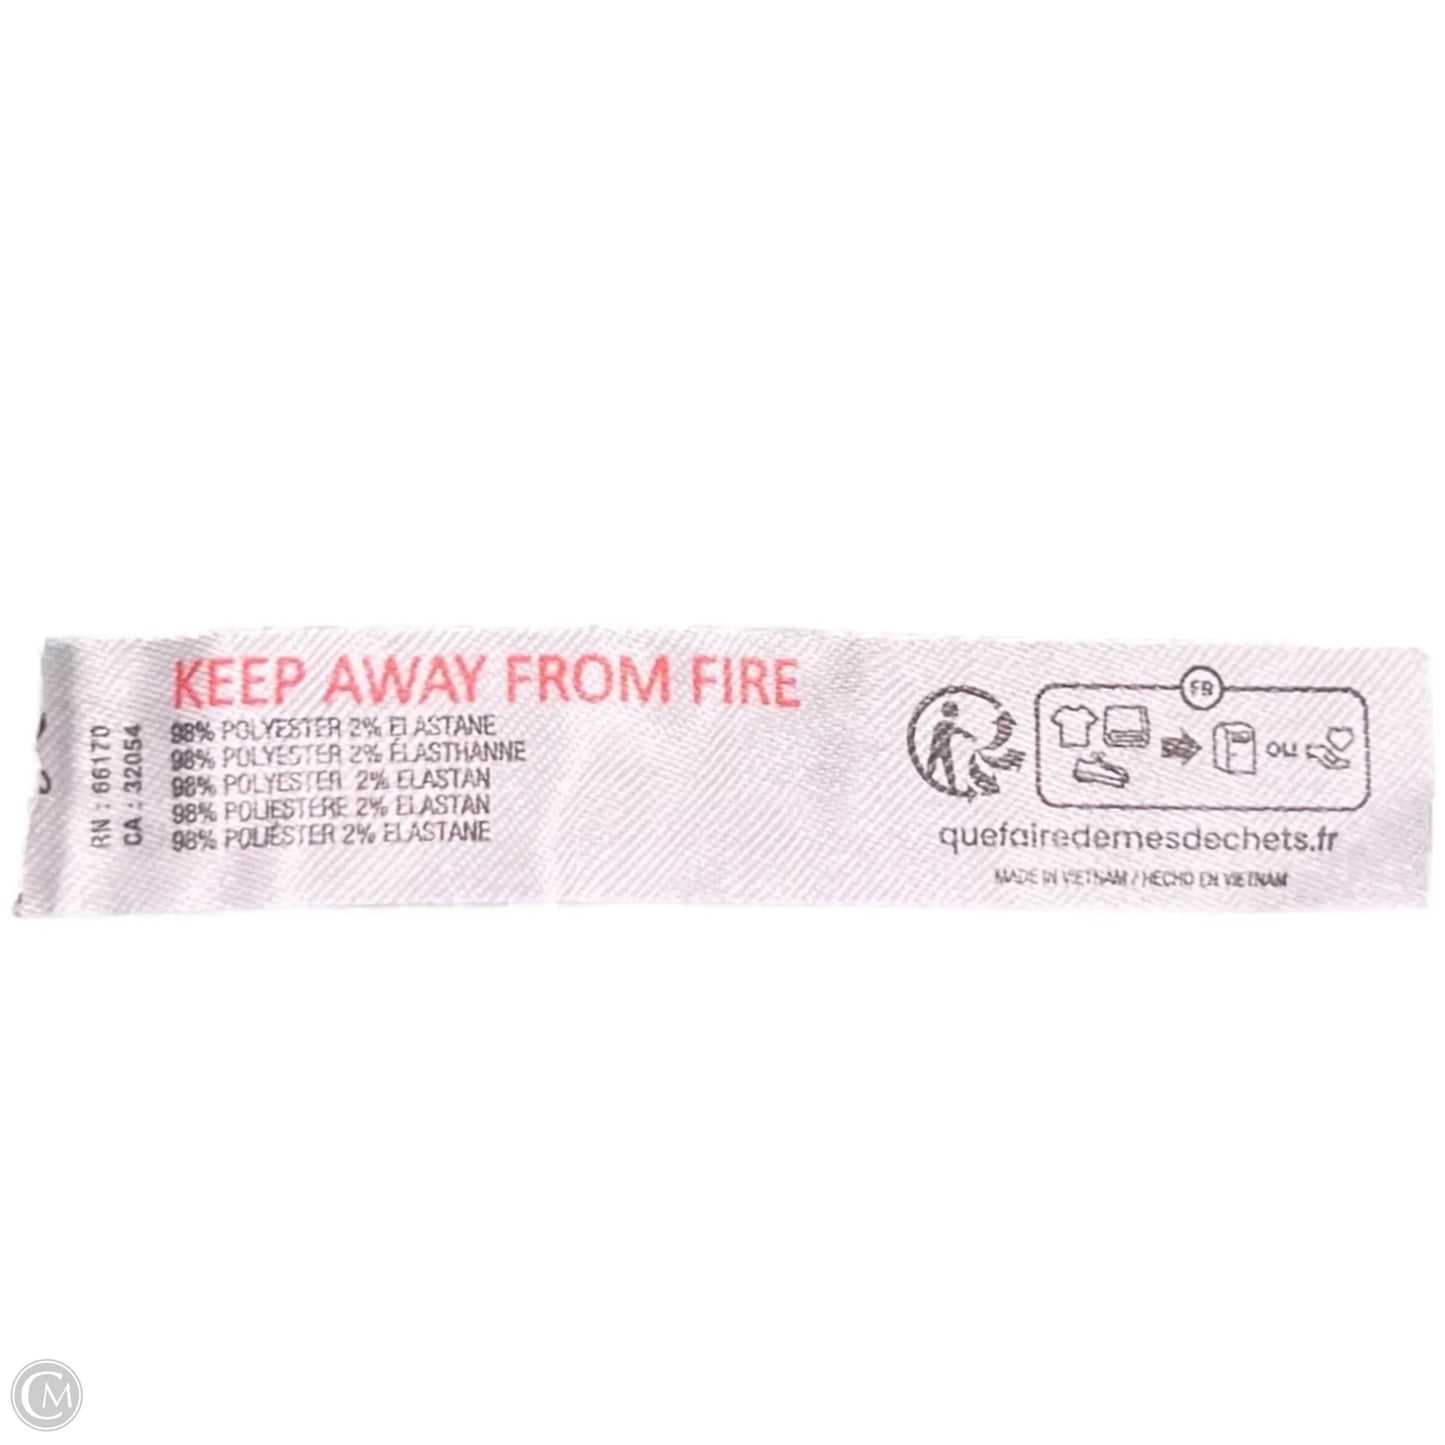 RN : 66170
CA : 32054
KEEP AWAY FROM FIRE
98% POLYESTER 2% ELASTANE
98% POLYESTER 2% ÉLASTHANNE
98% POLYESTER 2% ELASTAN
98% POLIESTERE 2% ELASTAN
98% POLIÉSTER 2% ELASTANE
FR
OU
quefairedemesdechets.fr
MADE IN VIETNAM / HECHO EN VIETNAM
CM